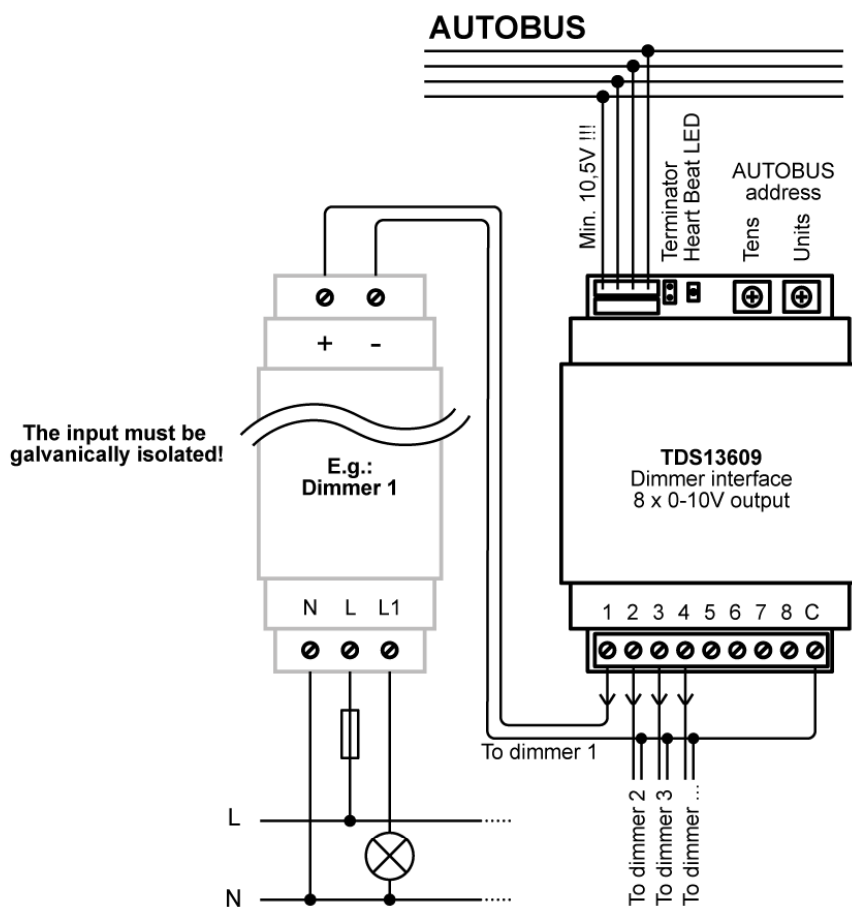 AUTOBUS
Min. 10,5V !!!
Terminator
Heart Beat LED
AUTOBUS
address
Tens
Units
+ -
The input must be
galvanically isolated!
E.g.:
Dimmer 1
TDS13609
Dimmer interface
8 x 0-10V output
N L L1
1 2 3 4 5 6 7 8 C
To dimmer 1
To dimmer 2
To dimmer 3
To dimmer ...
L
N